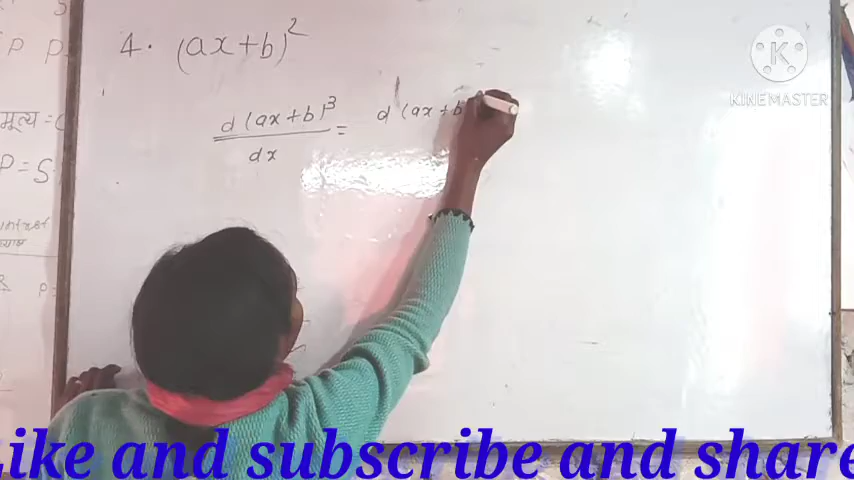 4. (ax+b)²
d(ax+b)³ = d(ax+b
dx
मूल्य =
P = S
KINEMASTER
Like and subscribe and share